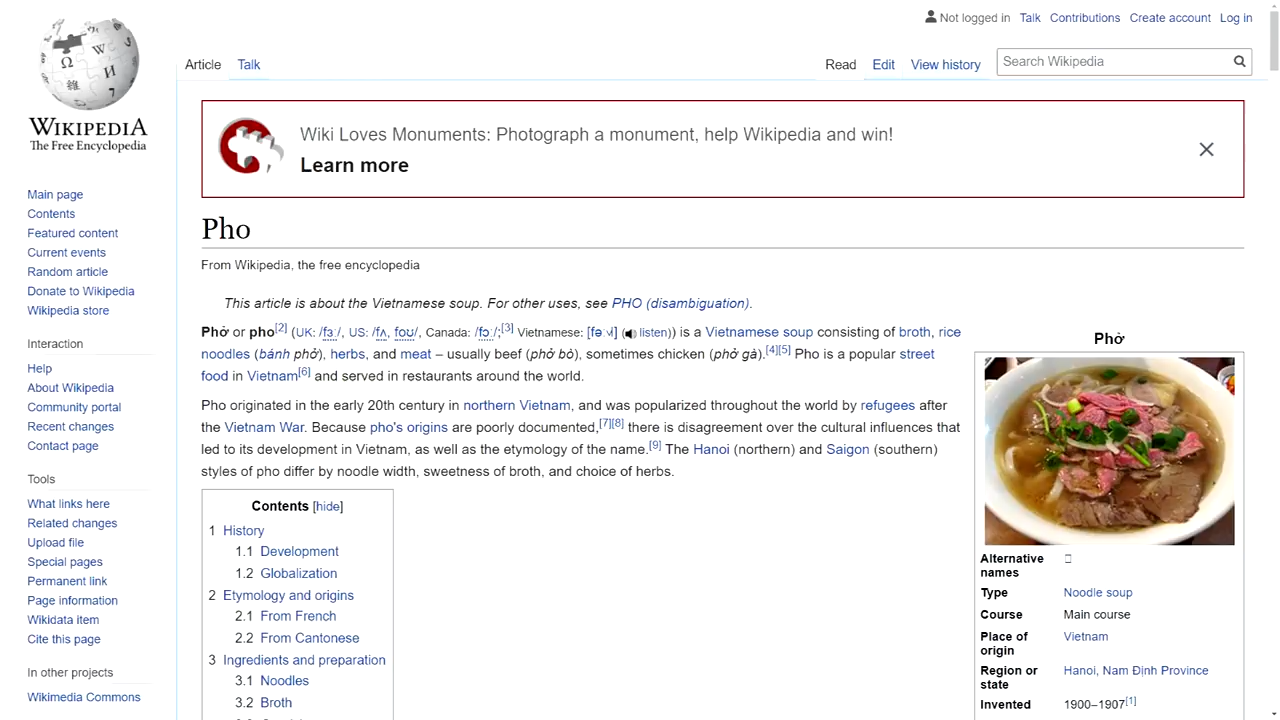 Not logged in Talk Contributions Create account Log in
Article Talk Read Edit View history Search Wikipedia
WIKIPEDIA
The Free Encyclopedia
Main page
Contents
Featured content
Current events
Random article
Donate to Wikipedia
Wikipedia store
Interaction
Help
About Wikipedia
Community portal
Recent changes
Contact page
Tools
What links here
Related changes
Upload file
Special pages
Permanent link
Page information
Wikidata item
Cite this page
In other projects
Wikimedia Commons
Wiki Loves Monuments: Photograph a monument, help Wikipedia and win!
Learn more
Pho
From Wikipedia, the free encyclopedia
This article is about the Vietnamese soup. For other uses, see PHO (disambiguation).
Phở or pho[2] (UK: /fɜː/, US: /fʌ, foʊ/, Canada: /fɔː/;[3] Vietnamese: (listen)) is a Vietnamese soup consisting of broth, rice
noodles (bánh phở), herbs, and meat – usually beef (phở bò), sometimes chicken (phở gà).[4][5] Pho is a popular street
food in Vietnam[6] and served in restaurants around the world.
Pho originated in the early 20th century in northern Vietnam, and was popularized throughout the world by refugees after
the Vietnam War. Because pho's origins are poorly documented,[7][8] there is disagreement over the cultural influences that
led to its development in Vietnam, as well as the etymology of the name.[9] The Hanoi (northern) and Saigon (southern)
styles of pho differ by noodle width, sweetness of broth, and choice of herbs.
Contents [hide]
1 History
1.1 Development
1.2 Globalization
2 Etymology and origins
2.1 From French
2.2 From Cantonese
3 Ingredients and preparation
3.1 Noodles
3.2 Broth
Phở
Alternative
names
Type Noodle soup
Course Main course
Place of Vietnam
origin
Region or Hanoi, Nam Định Province
state
Invented 1900–1907[1]